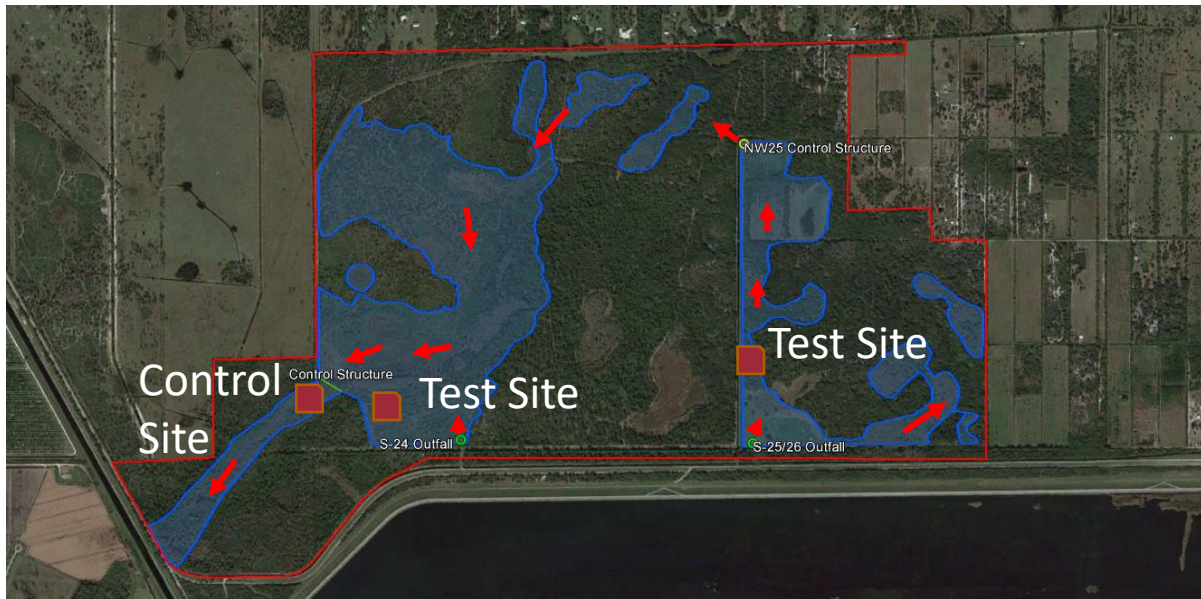 NW25 Control Structure
Test Site
Control Structure
Control
Site
Test Site
S-24 Outfall
S-25/26 Outfall